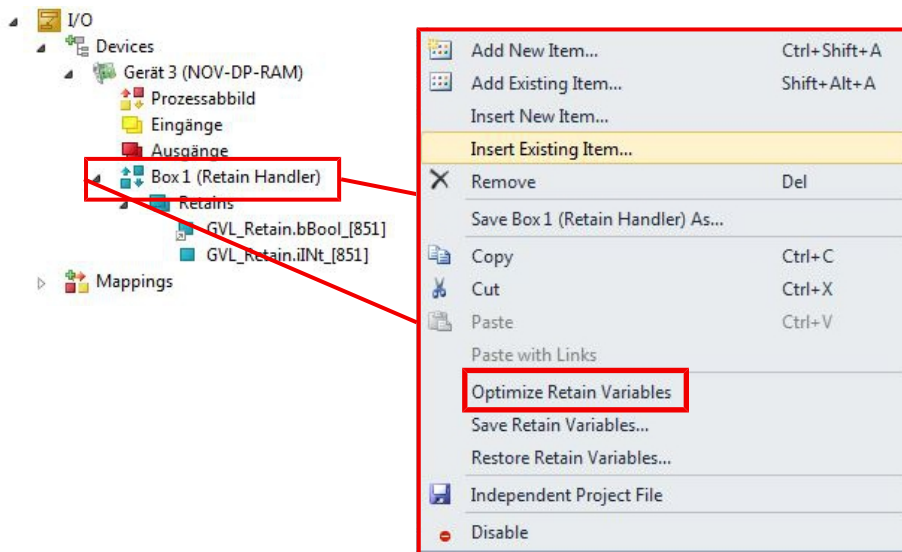 I/O
Devices
Gerät 3 (NOV-DP-RAM)
Prozessabbild
Eingänge
Ausgänge
Box 1 (Retain Handler)
Retains
GVL_Retain.bBool_[851]
GVL_Retain.iINt_[851]
Mappings
Add New Item... Ctrl+Shift+A
Add Existing Item... Shift+Alt+A
Insert New Item...
Insert Existing Item...
Remove Del
Save Box 1 (Retain Handler) As...
Copy Ctrl+C
Cut Ctrl+X
Paste Ctrl+V
Paste with Links
Optimize Retain Variables
Save Retain Variables...
Restore Retain Variables...
Independent Project File
Disable